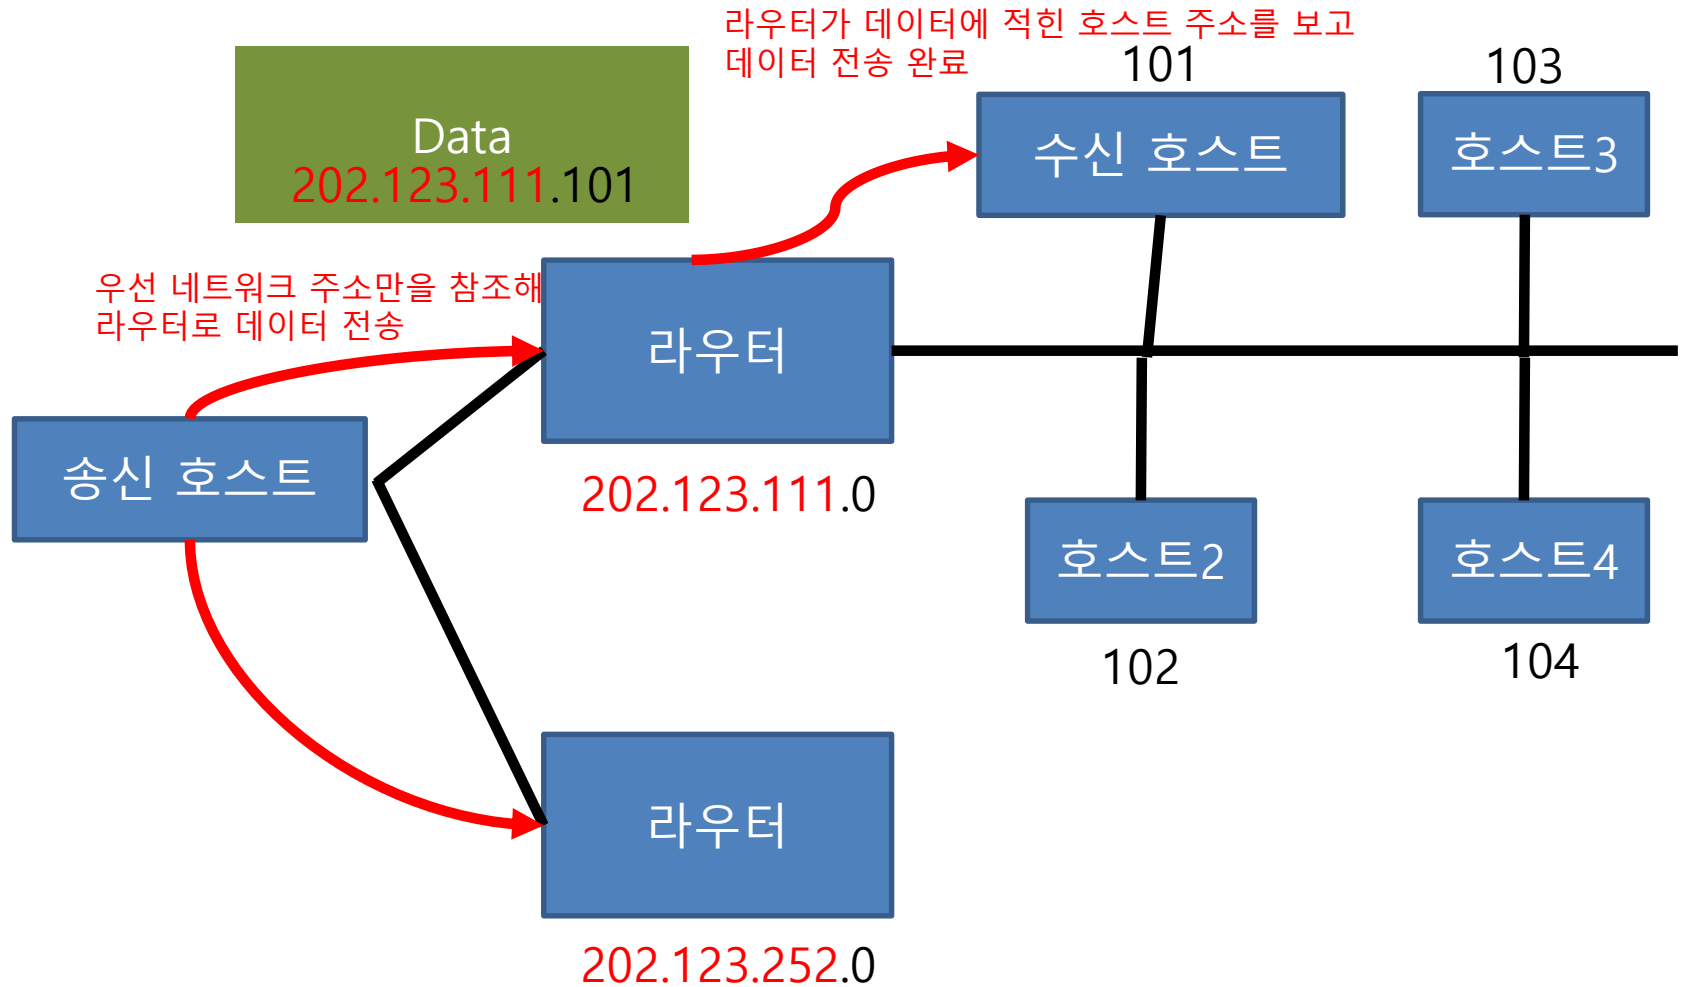 라우터가 데이터에 적힌 호스트 주소를 보고
데이터 전송 완료
101
103
Data
202.123.111.101
수신 호스트
호스트3
우선 네트워크 주소만을 참조해
라우터로 데이터 전송
라우터
송신 호스트
202.123.111.0
호스트2
호스트4
102
104
라우터
202.123.252.0